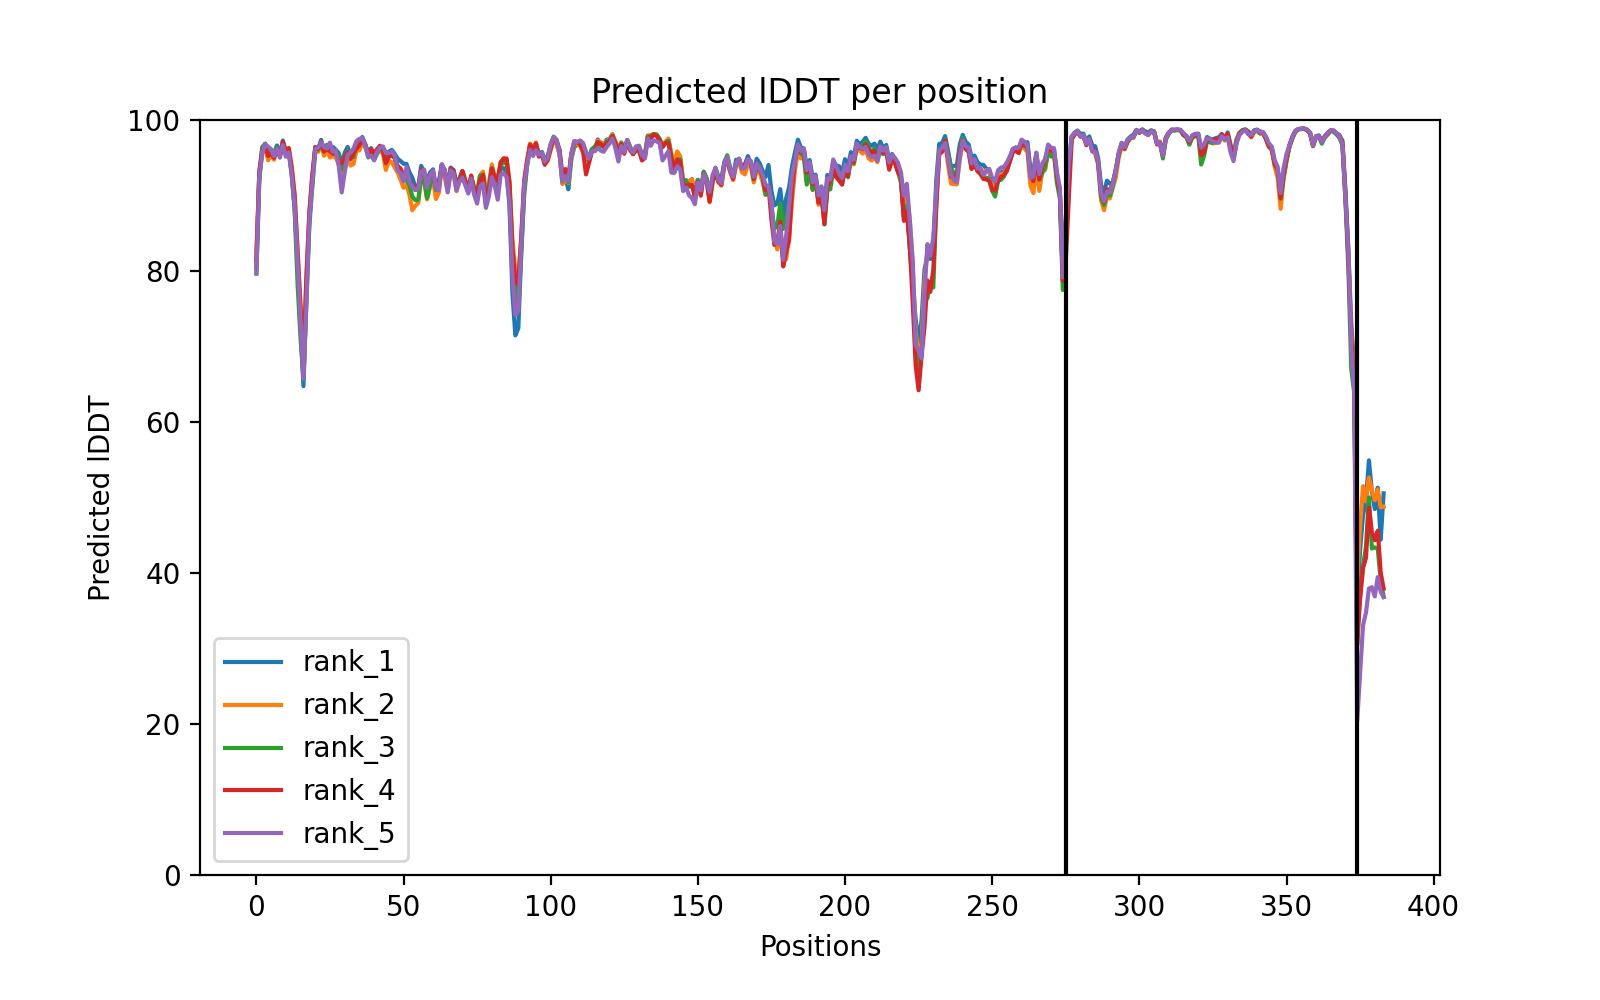 Predicted lDDT per position
100
80
60
40
20
0
Predicted lDDT
rank_1
rank_2
rank_3
rank_4
rank_5
0 50 100 150 200 250 300 350 400
Positions